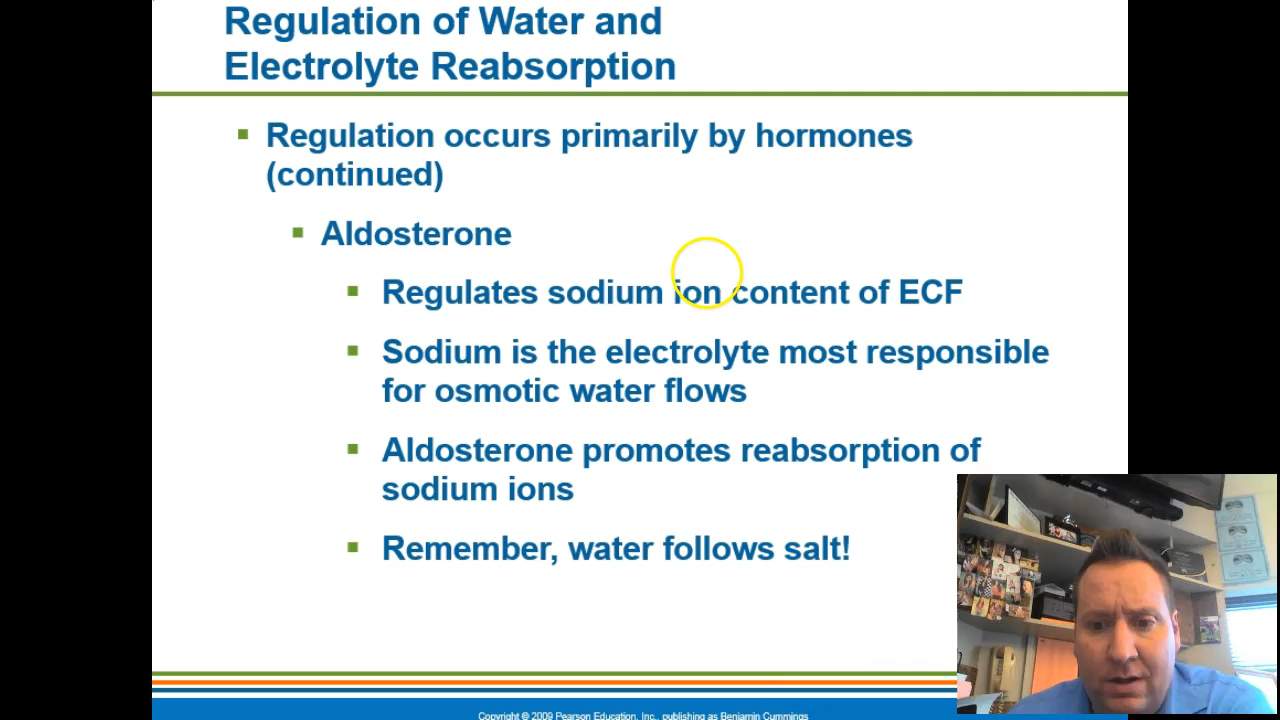 Regulation of Water and
Electrolyte Reabsorption
Regulation occurs primarily by hormones
(continued)
Aldosterone
Regulates sodium ion content of ECF
Sodium is the electrolyte most responsible
for osmotic water flows
Aldosterone promotes reabsorption of
sodium ions
Remember, water follows salt!
Copyright © 2009 Pearson Education, Inc., publishing as Benjamin Cummings